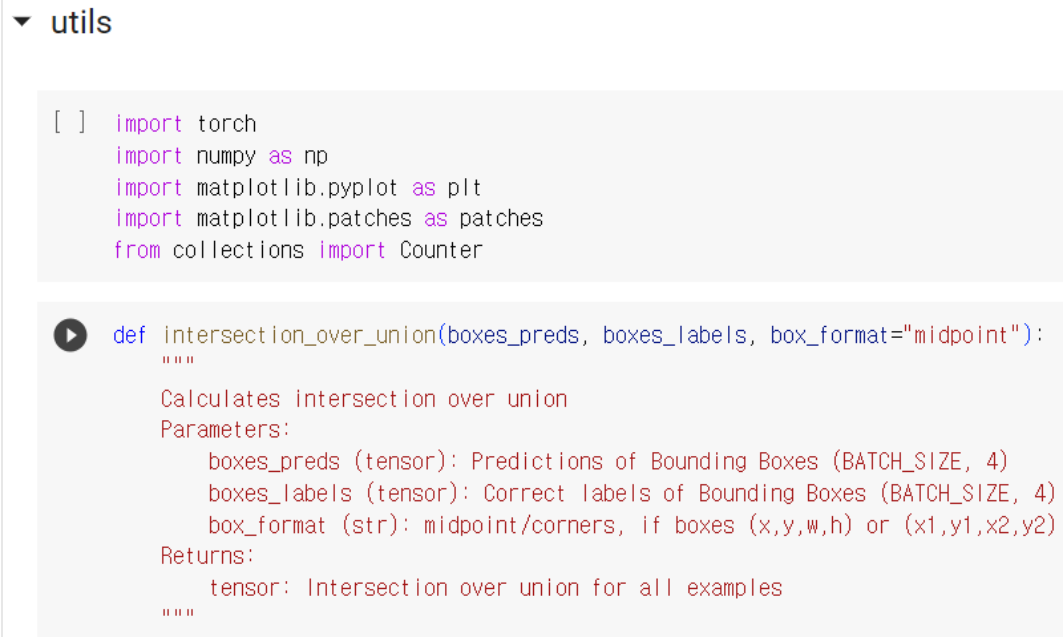 utils
[ ] import torch
import numpy as np
import matplotlib.pyplot as plt
import matplotlib.patches as patches
from collections import Counter
def intersection_over_union(boxes_preds, boxes_labels, box_format="midpoint"):
"""
Calculates intersection over union
Parameters:
boxes_preds (tensor): Predictions of Bounding Boxes (BATCH_SIZE, 4)
boxes_labels (tensor): Correct labels of Bounding Boxes (BATCH_SIZE, 4)
box_format (str): midpoint/corners, if boxes (x,y,w,h) or (x1,y1,x2,y2)
Returns:
tensor: Intersection over union for all examples
"""